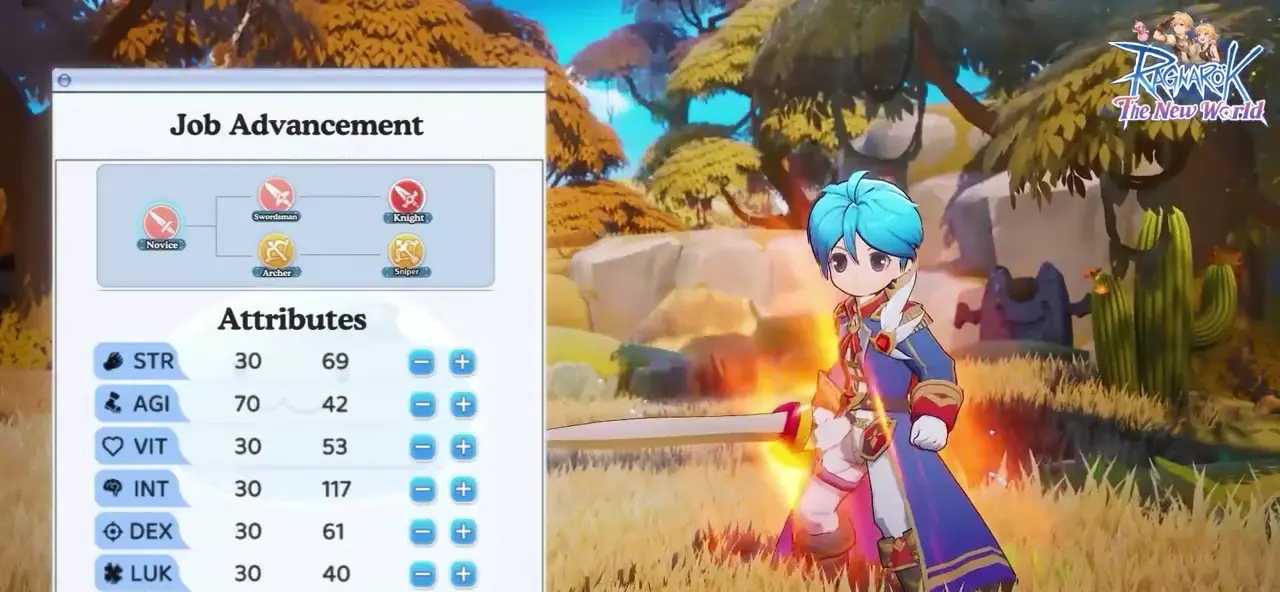 RAGNARÖK
The New World
Job Advancement
Novice
Swordsman
Knight
Archer
Sniper
Attributes
STR 30 69 − +
AGI 70 42 − +
VIT 30 53 − +
INT 30 117 − +
DEX 30 61 − +
LUK 30 40 − +